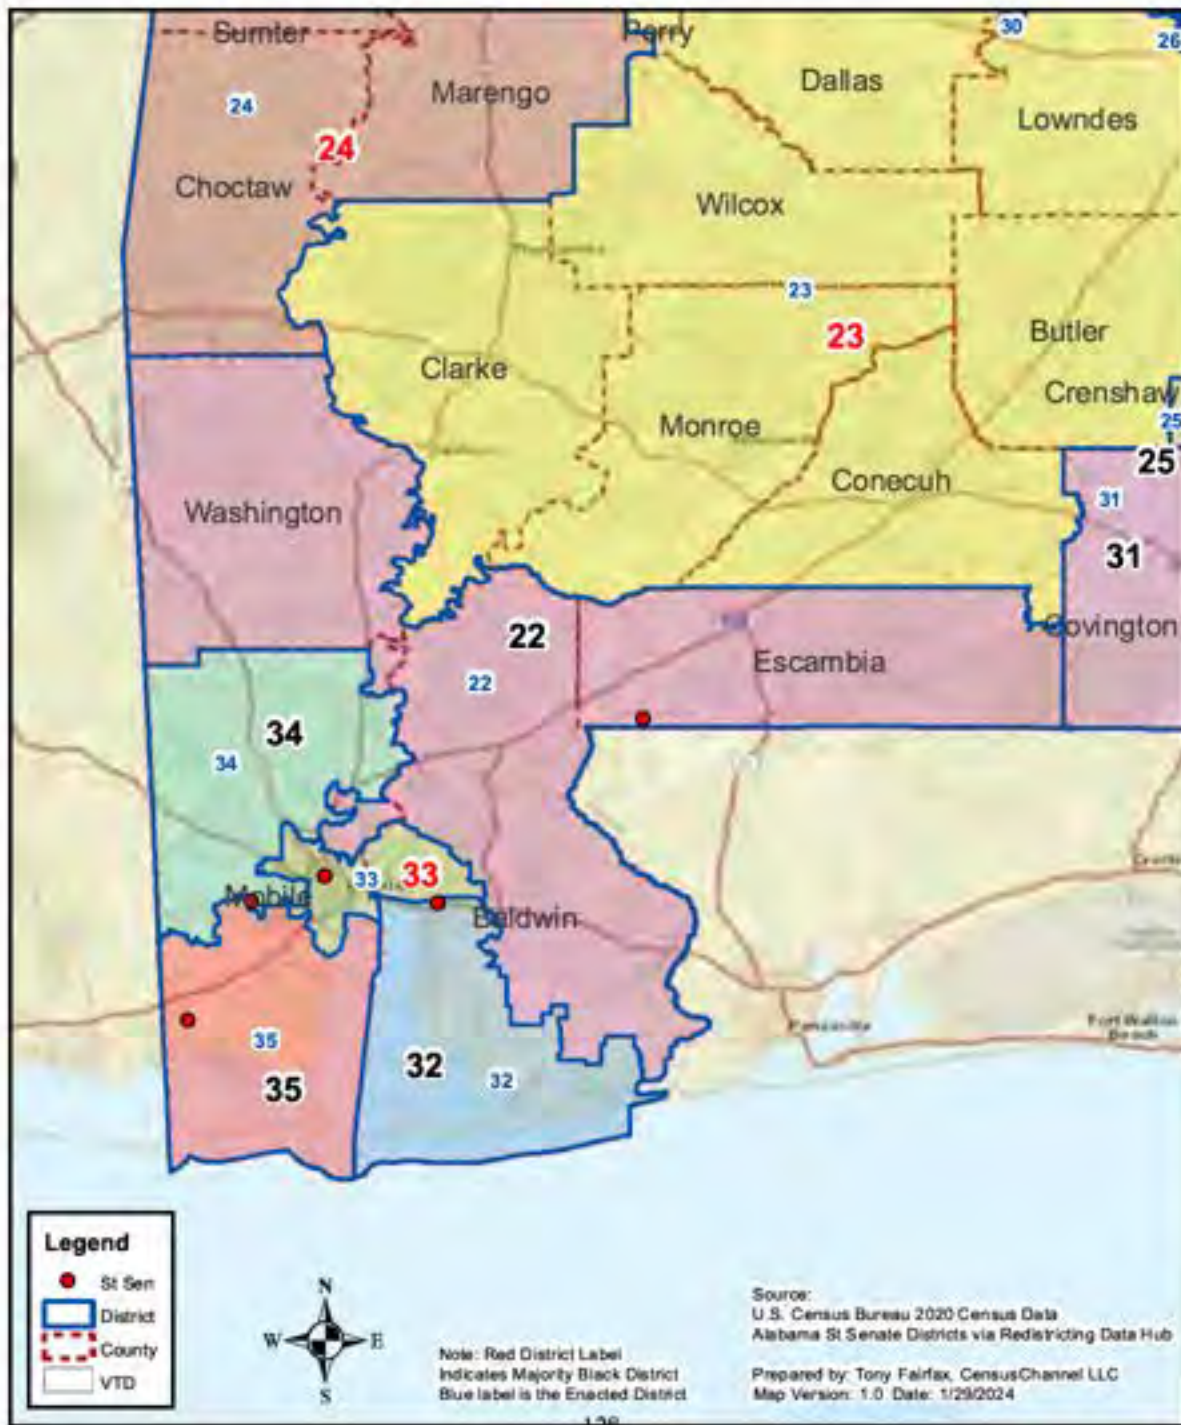 Sumter
Perry
30
26
Dallas
24
Marengo
Lowndes
24
Choctaw
Wilcox
23
23
Butler
Clarke
Crenshaw
25
Monroe
25
Conecuh
31
Washington
31
22
Covington
Escambia
22
34
34
33
33
Mobile
Baldwin
Pensacola
Fort Walton
Beach
35
32
32
35
Legend
St Sen
District
County
VTD
N
W
E
S
Note: Red District Label
Indicates Majority Black District
Blue label is the Enacted District
Source:
U.S. Census Bureau 2020 Census Data
Alabama St Senate Districts via Redistricting Data Hub
Prepared by: Tony Fairfax, CensusChannel LLC
Map Version: 1.0 Date: 1/29/2024